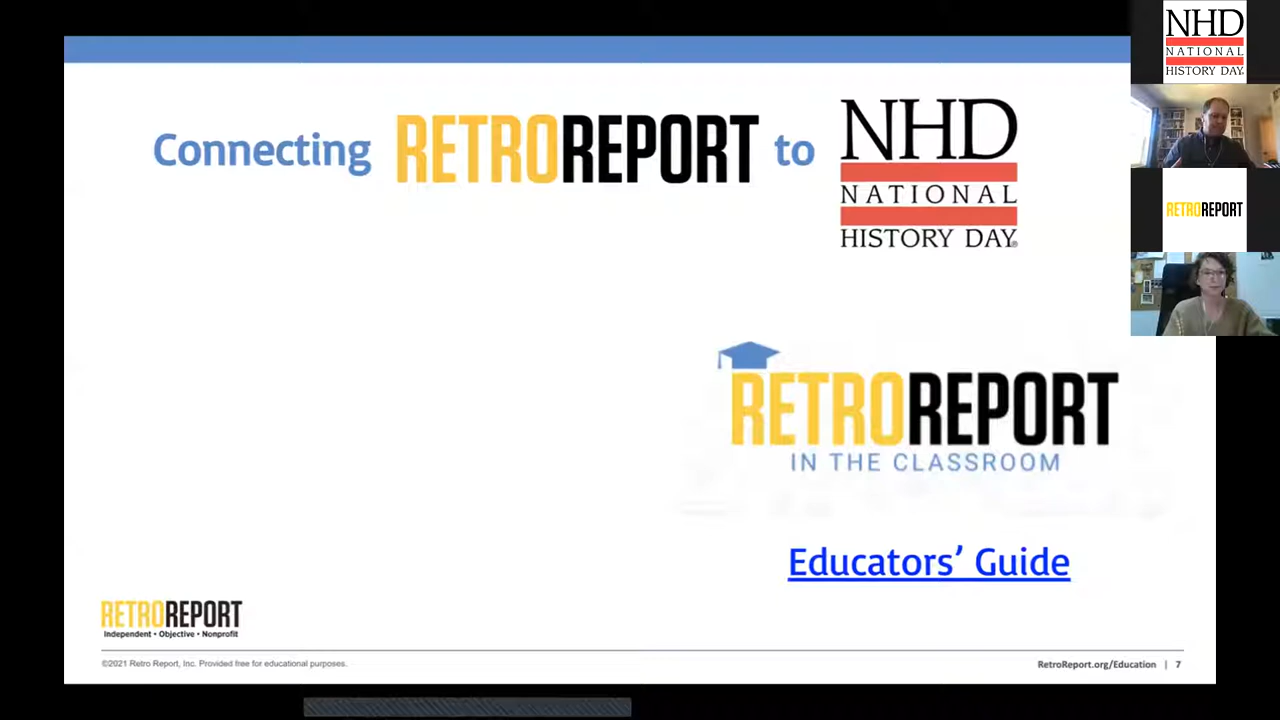 Connecting RETROREPORT to NHD
NATIONAL
HISTORY DAY®
RETROREPORT
IN THE CLASSROOM
Educators’ Guide
RETROREPORT
Independent • Objective • Nonprofit
©2021 Retro Report, Inc. Provided free for educational purposes.
RetroReport.org/Education | 7
NHD
NATIONAL
HISTORY DAY®
RETROREPORT